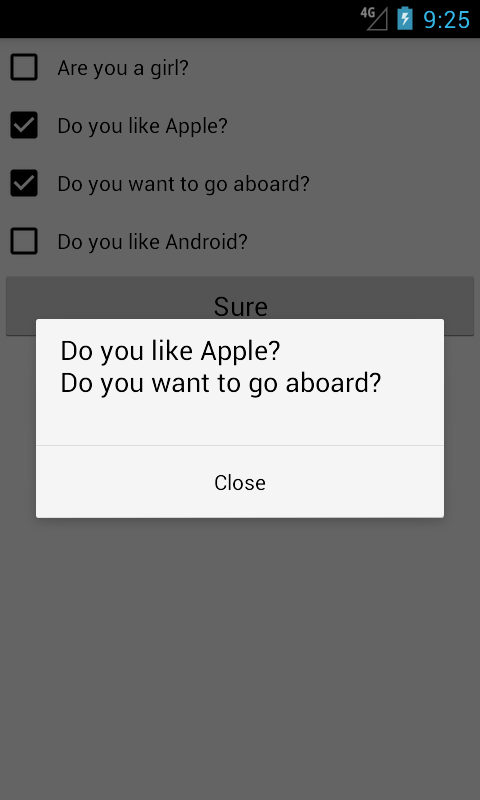 4G 9:25
Are you a girl?
Do you like Apple?
Do you want to go aboard?
Do you like Android?
Sure
Do you like Apple?
Do you want to go aboard?
Close